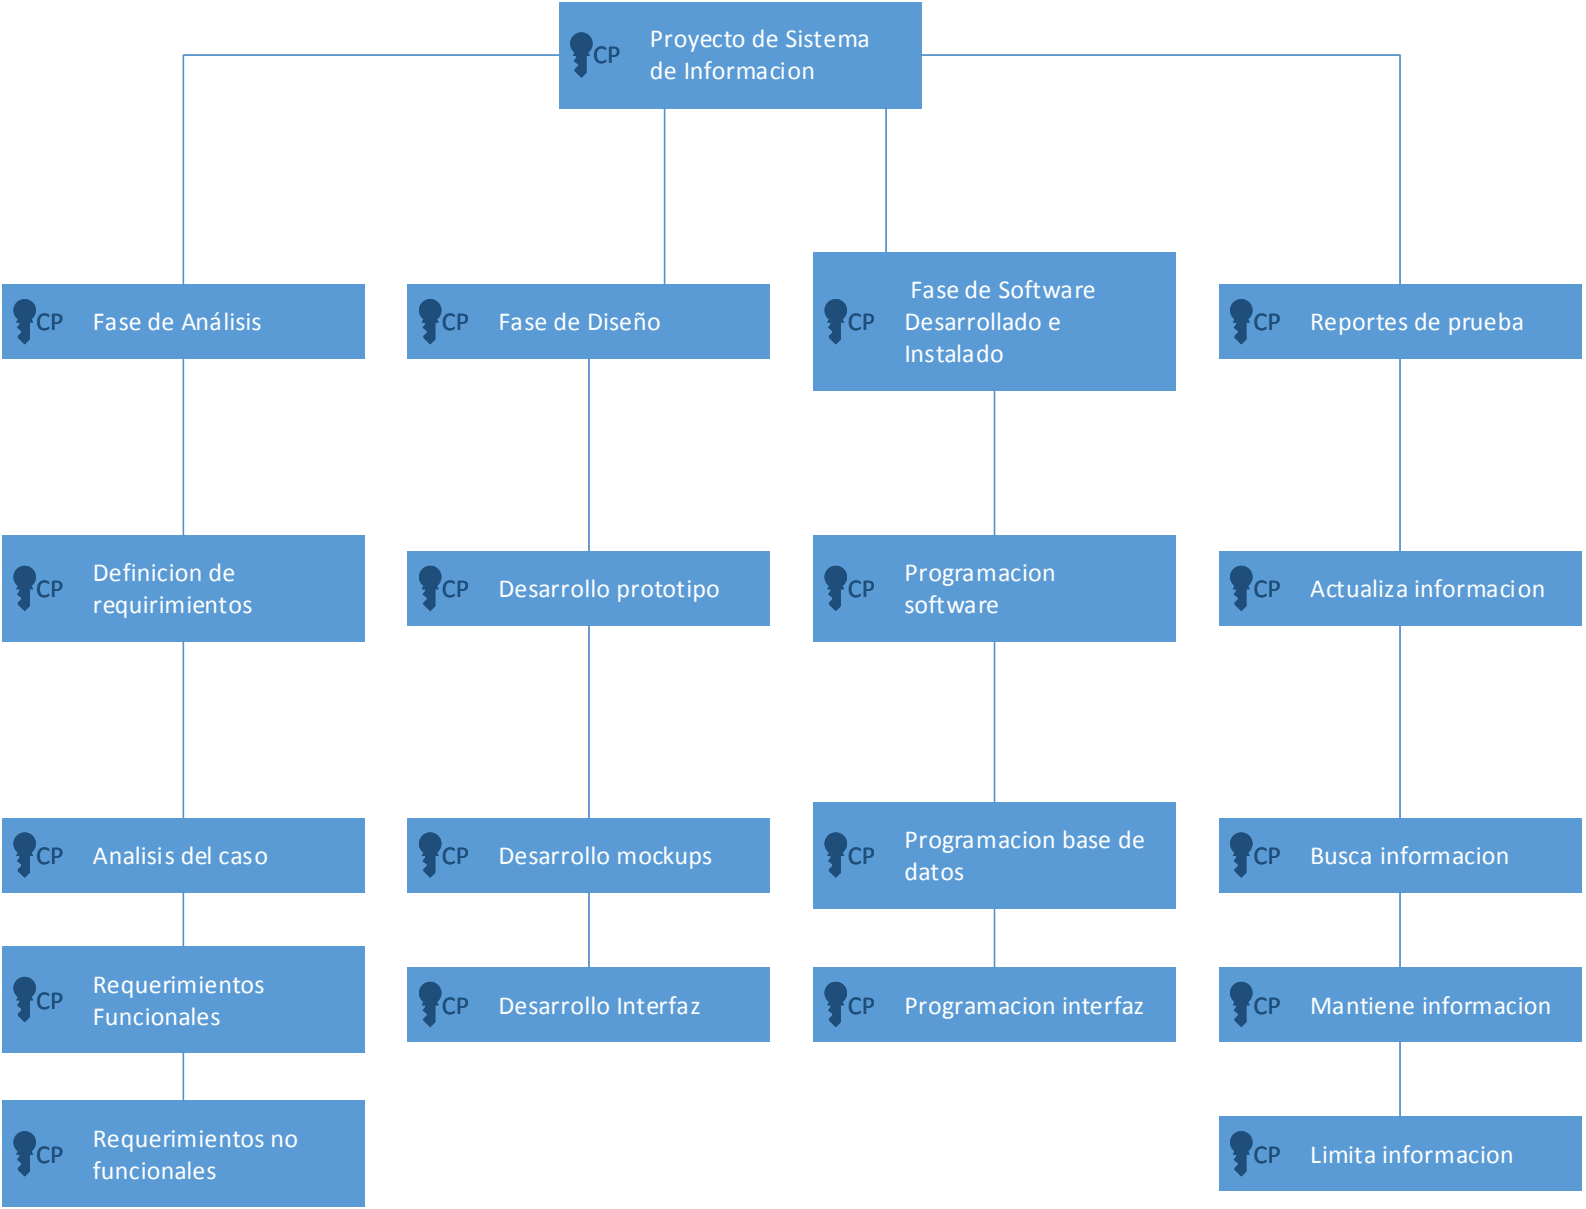 CP
Proyecto de Sistema
de Informacion
CP
Fase de Análisis
CP
Fase de Diseño
CP
Fase de Software
Desarrollado e
Instalado
CP
Reportes de prueba
CP
Definicion de
requirimientos
CP
Desarrollo prototipo
CP
Programacion
software
CP
Actualiza informacion
CP
Analisis del caso
CP
Desarrollo mockups
CP
Programacion base de
datos
CP
Busca informacion
CP
Requerimientos
Funcionales
CP
Desarrollo Interfaz
CP
Programacion interfaz
CP
Mantiene informacion
CP
Requerimientos no
funcionales
CP
Limita informacion